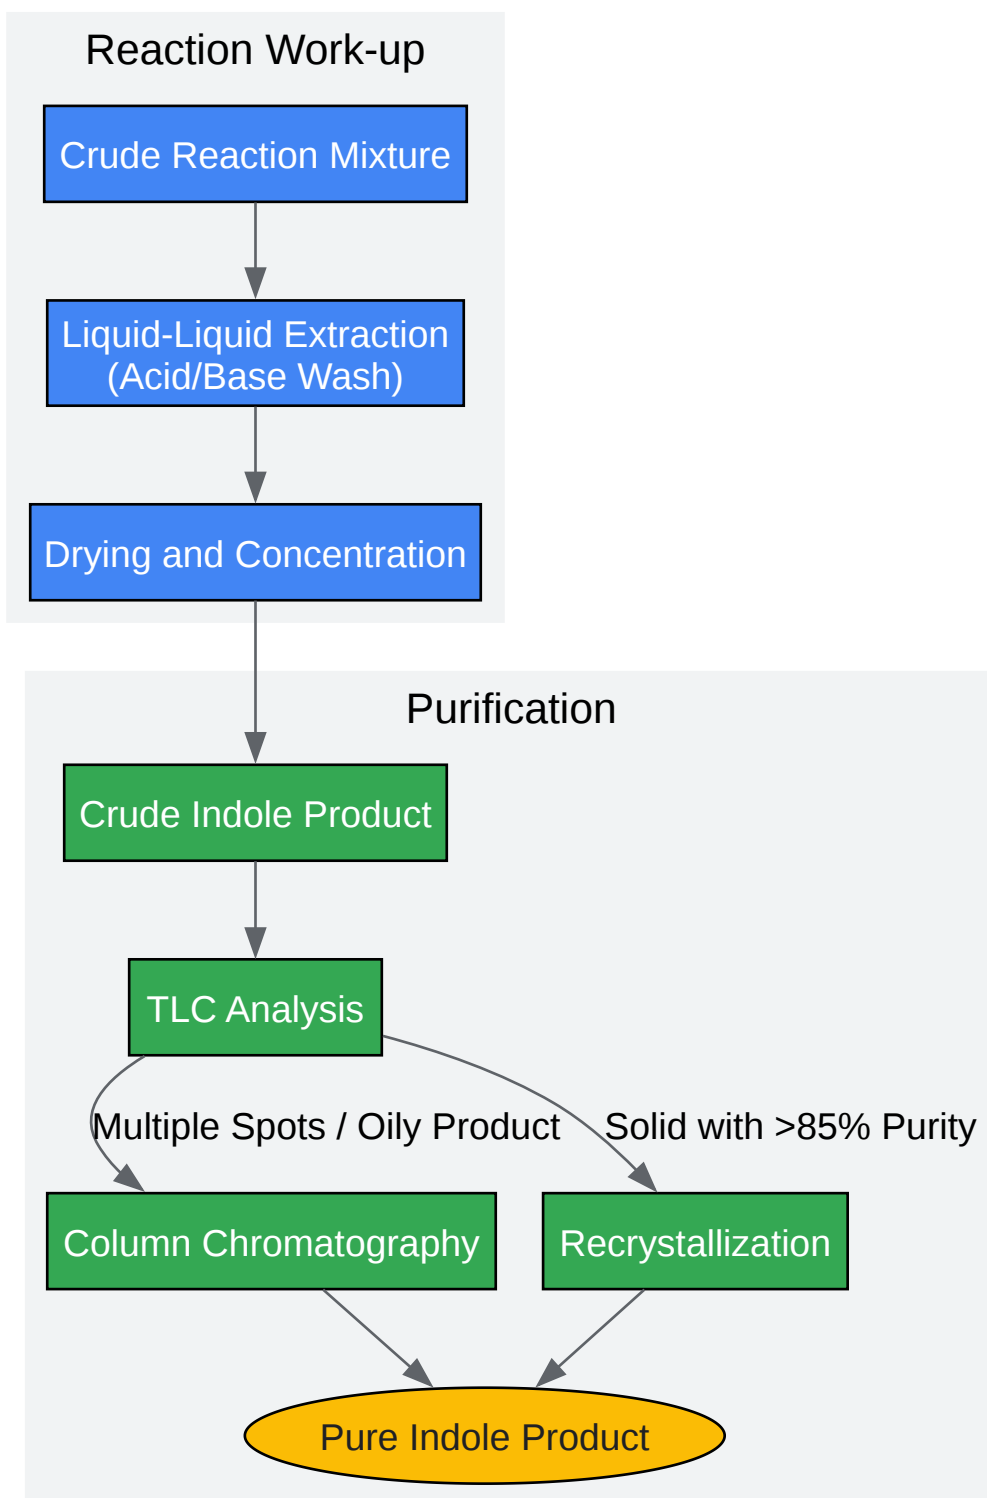 Reaction Work-up
Crude Reaction Mixture
Liquid-Liquid Extraction
(Acid/Base Wash)
Drying and Concentration
Purification
Crude Indole Product
TLC Analysis
Multiple Spots / Oily Product
Solid with >85% Purity
Column Chromatography
Recrystallization
Pure Indole Product